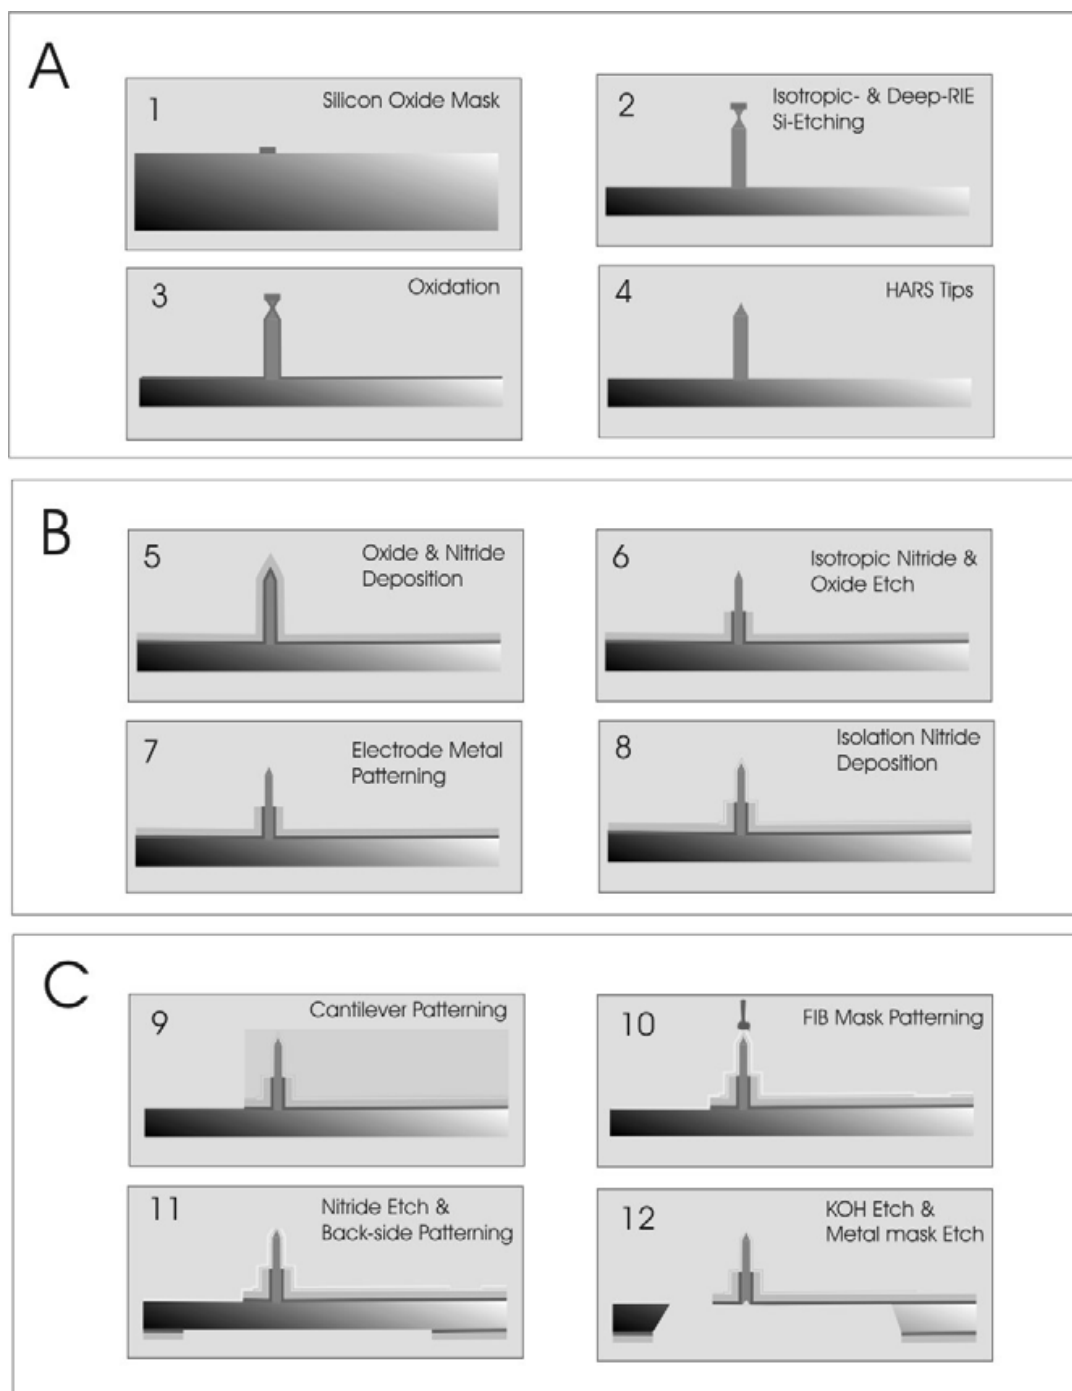 A
1
Silicon Oxide Mask
2
Isotropic- & Deep-RIE
Si-Etching
3
Oxidation
4
HARS Tips
B
5
Oxide & Nitride
Deposition
6
Isotropic Nitride &
Oxide Etch
7
Electrode Metal
Patterning
8
Isolation Nitride
Deposition
C
9
Cantilever Patterning
10
FIB Mask Patterning
11
Nitride Etch &
Back-side Patterning
12
KOH Etch &
Metal mask Etch